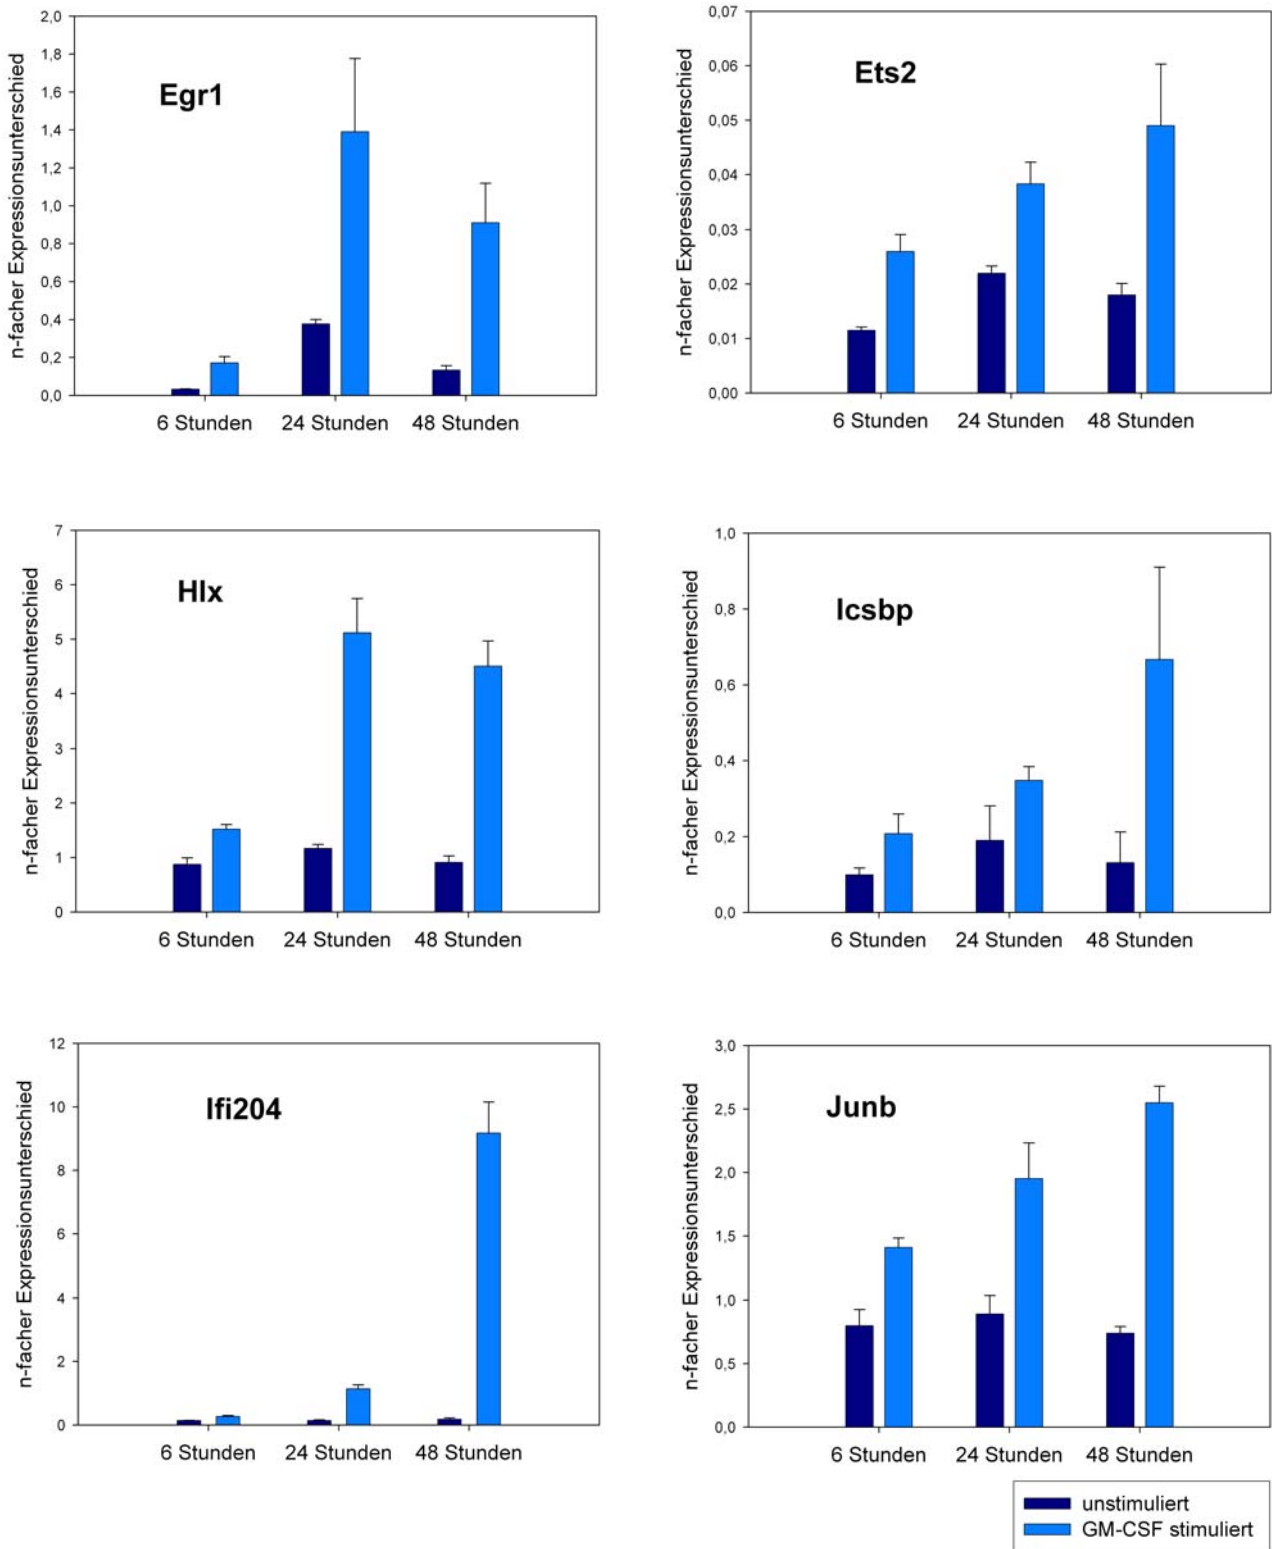 Egr1
n-facher Expressionsunterschied
2,0
1,8
1,6
1,4
1,2
1,0
0,8
0,6
0,4
0,2
0,0
6 Stunden 24 Stunden 48 Stunden
Ets2
n-facher Expressionsunterschied
0,07
0,06
0,05
0,04
0,03
0,02
0,01
0,00
6 Stunden 24 Stunden 48 Stunden
Hlx
n-facher Expressionsunterschied
7
6
5
4
3
2
1
0
6 Stunden 24 Stunden 48 Stunden
Icsbp
n-facher Expressionsunterschied
1,0
0,8
0,6
0,4
0,2
0,0
6 Stunden 24 Stunden 48 Stunden
Ifi204
n-facher Expressionsunterschied
12
10
8
6
4
2
0
6 Stunden 24 Stunden 48 Stunden
Junb
n-facher Expressionsunterschied
3,0
2,5
2,0
1,5
1,0
0,5
0,0
6 Stunden 24 Stunden 48 Stunden
unstimuliert
GM-CSF stimuliert